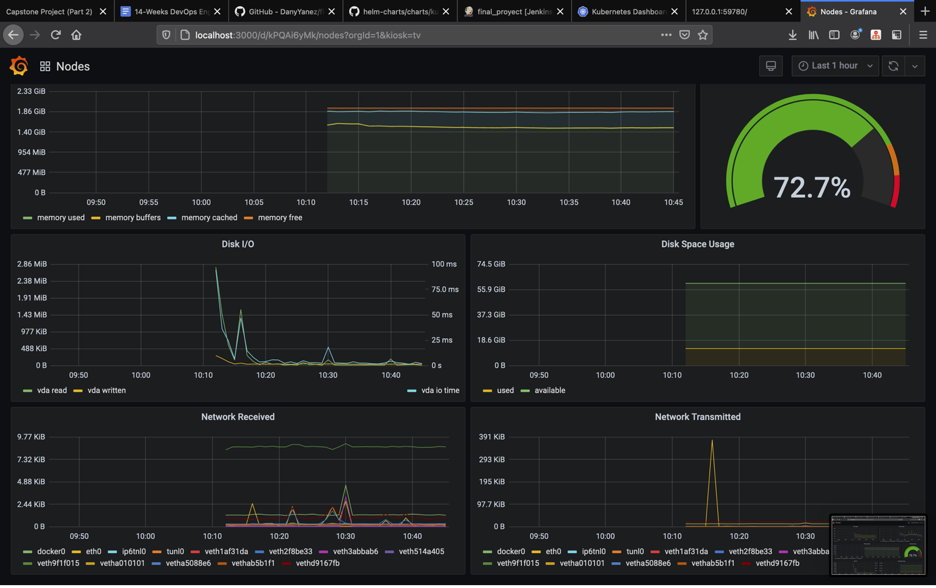 Capstone Project (Part 2)
14-Weeks DevOps En
GitHub - DanyYanez/
helm-charts/charts/ku
final_proyect [Jenkins
Kubernetes Dashboar
127.0.0.1:59780/
Nodes - Grafana
localhost:3000/d/kPQAi6yMk/nodes?orgId=1&kiosk=tv
Nodes
Last 1 hour
2.33 GiB
1.86 GiB
1.40 GiB
954 MiB
477 MiB
0 B
09:50 09:55 10:00 10:05 10:10 10:15 10:20 10:25 10:30 10:35 10:40 10:45
memory used memory buffers memory cached memory free
72.7%
Disk I/O
2.86 MiB
2.38 MiB
1.91 MiB
1.43 MiB
977 KiB
488 KiB
0 B
100 ms
75.0 ms
50 ms
25 ms
0 s
09:50 10:00 10:10 10:20 10:30 10:40
vda read vda written vda io time
Disk Space Usage
74.5 GiB
55.9 GiB
37.3 GiB
18.6 GiB
0 B
09:50 10:00 10:10 10:20 10:30 10:40
used available
Network Received
9.77 KiB
7.32 KiB
4.88 KiB
2.44 KiB
0 B
09:50 10:00 10:10 10:20 10:30 10:40
docker0 eth0 ip6tnl0 tunl0 veth1af31da veth2f8be33 veth3abbab6 veth514a405
veth9f1f015 vetha010101 vetha5088e6 vethab5b1f1 vethd9167fb
Network Transmitted
391 KiB
293 KiB
195 KiB
97.7 KiB
0 B
09:50 10:00 10:10 10:20 10:30
docker0 eth0 ip6tnl0 tunl0 veth1af31da veth2f8be33 veth3abba
veth9f1f015 vetha010101 vetha5088e6 vethab5b1f1 vethd9167fb